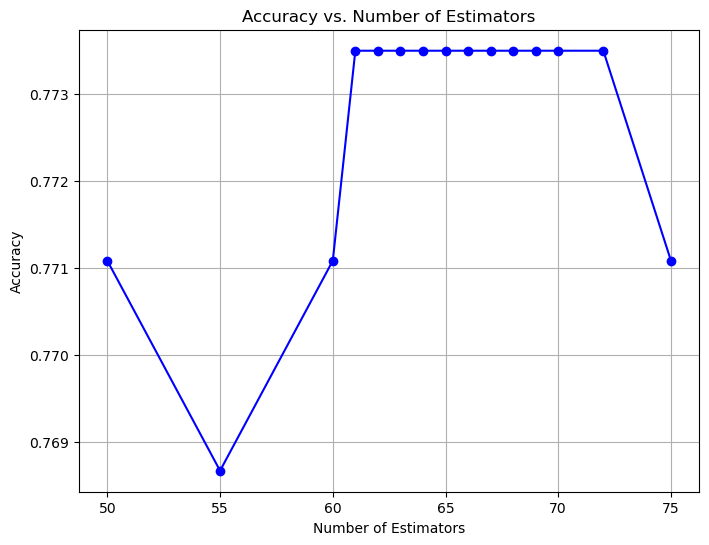 Accuracy vs. Number of Estimators
0.773
0.772
0.771
0.770
0.769
Accuracy
50 55 60 65 70 75
Number of Estimators